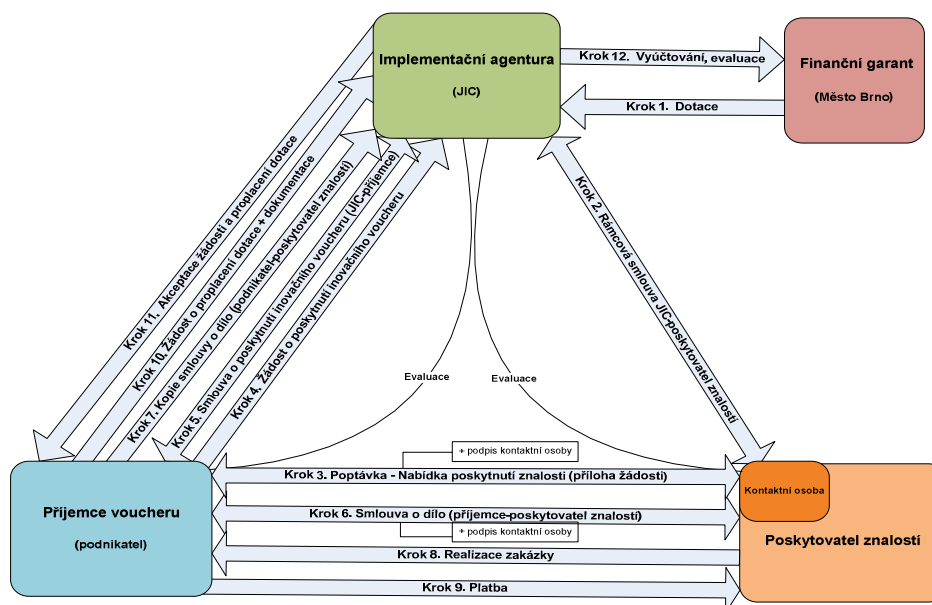 Implementační agentura
(JIC)
Krok 12. Vyúčtování, evaluace
Finanční garant
(Město Brno)
Krok 1. Dotace
Krok 11. Akceptace žádosti a proplacení dotace
Krok 10. Žádost o proplacení dotace + dokumentace
Krok 7. Kopie smlouvy o dílo (podnikatel-poskytovatel znalostí)
Krok 5. Smlouva o poskytnutí inovačního voucheru (JIC-příjemce)
Krok 4. Žádost o poskytnutí inovačního voucheru
Krok 2. Rámcová smlouva JIC-poskytovatel znalostí
Evaluace
Evaluace
+ podpis kontaktní osoby
Krok 3. Poptávka - Nabídka poskytnutí znalosti (příloha žádosti)
Kontaktní osoba
Příjemce voucheru
(podnikatel)
Krok 6. Smlouva o dílo (příjemce-poskytovatel znalostí)
+ podpis kontaktní osoby
Poskytovatel znalostí
Krok 8. Realizace zakázky
Krok 9. Platba